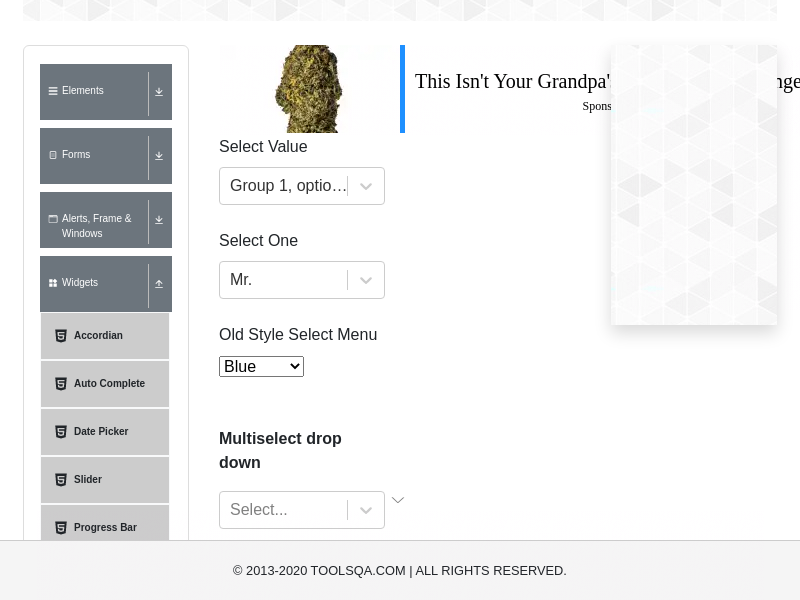 This Isn't Your Grandpa'
nge
Spons
Elements
Forms
Alerts, Frame &
Windows
Widgets
Accordian
Auto Complete
Date Picker
Slider
Progress Bar
Select Value
Group 1, optio...
Select One
Mr.
Old Style Select Menu
Blue
Multiselect drop
down
Select...
© 2013-2020 TOOLSQA.COM | ALL RIGHTS RESERVED.